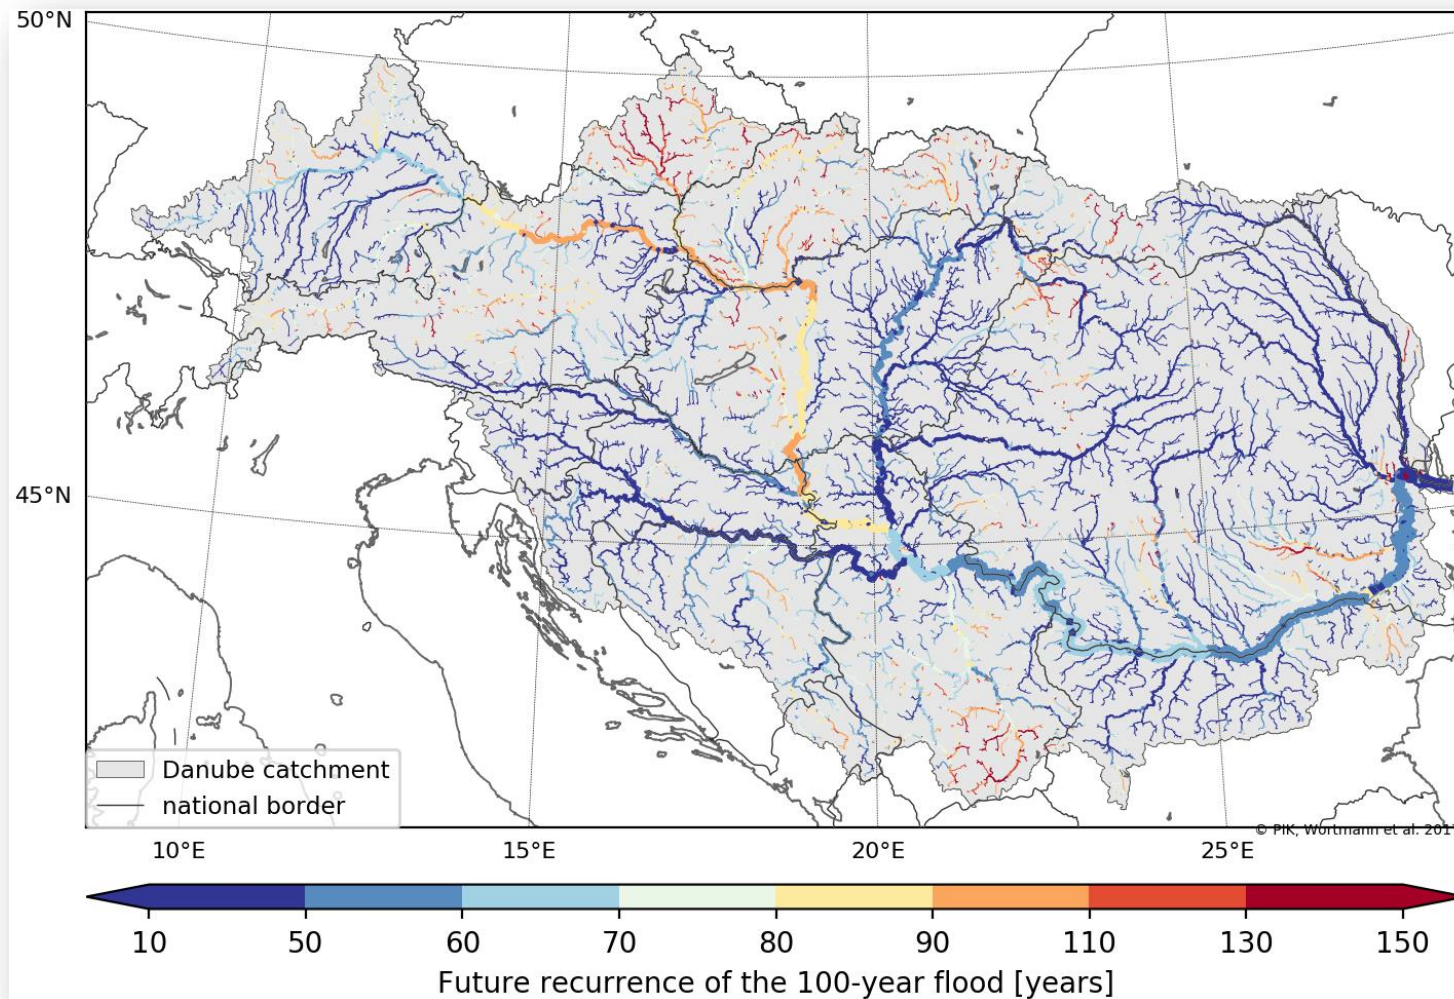 50°N
45°N
Danube catchment
national border
© PIK, Wortmann et al. 201
10°E 15°E 20°E 25°E
10 50 60 70 80 90 110 130 150
Future recurrence of the 100-year flood [years]